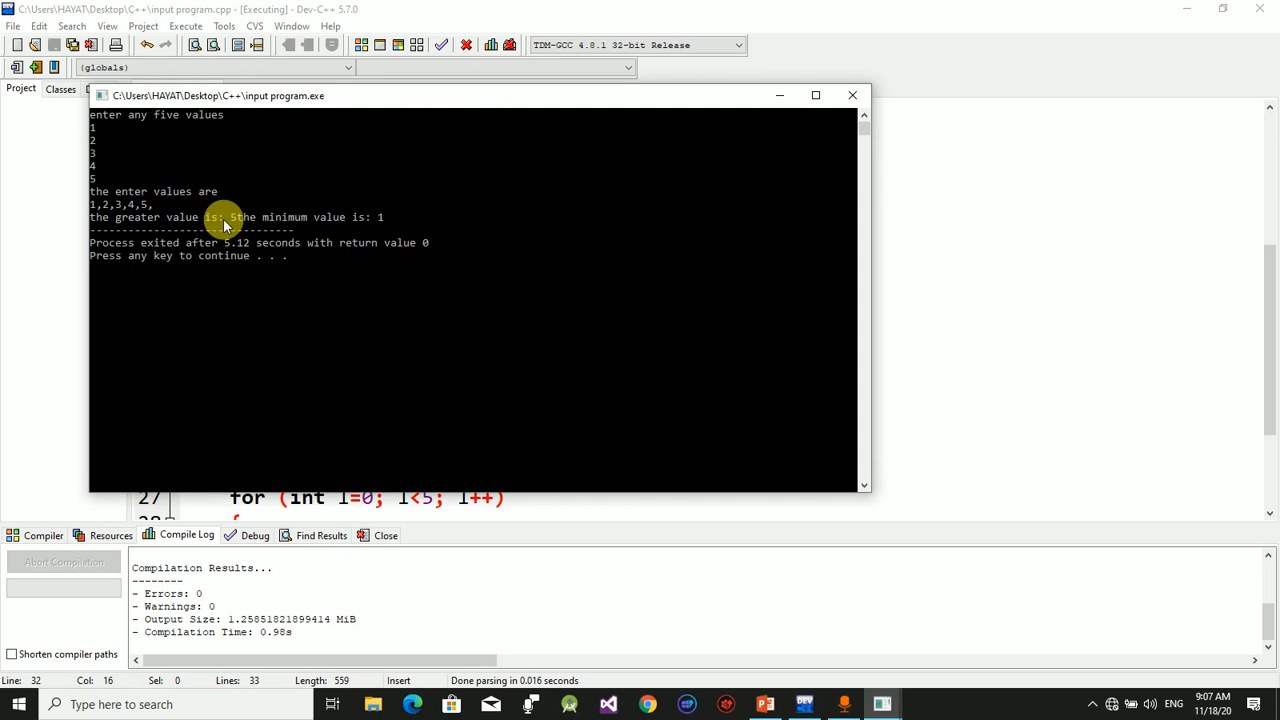 C:\Users\HAYAT\Desktop\C++\input program.cpp - [Executing] - Dev-C++ 5.7.0
File Edit Search View Project Execute Tools CVS Window Help
TDM-GCC 4.8.1 32-bit Release
(globals)
Project Classes
C:\Users\HAYAT\Desktop\C++\input program.exe
enter any five values
1
2
3
4
5
the enter values are
1,2,3,4,5,
the greater value is: 5the minimum value is: 1
--------------------------------
Process exited after 5.12 seconds with return value 0
Press any key to continue . . .
27 for (int l=0; l<5; l++)
Compiler Resources Compile Log Debug Find Results Close
Abort Compilation
Compilation Results...
--------
- Errors: 0
- Warnings: 0
- Output Size: 1.25851821899414 MiB
- Compilation Time: 0.98s
Shorten compiler paths
Line: 32 Col: 16 Sel: 0 Lines: 33 Length: 559 Insert Done parsing in 0.016 seconds
Type here to search
ENG
9:07 AM
11/18/20